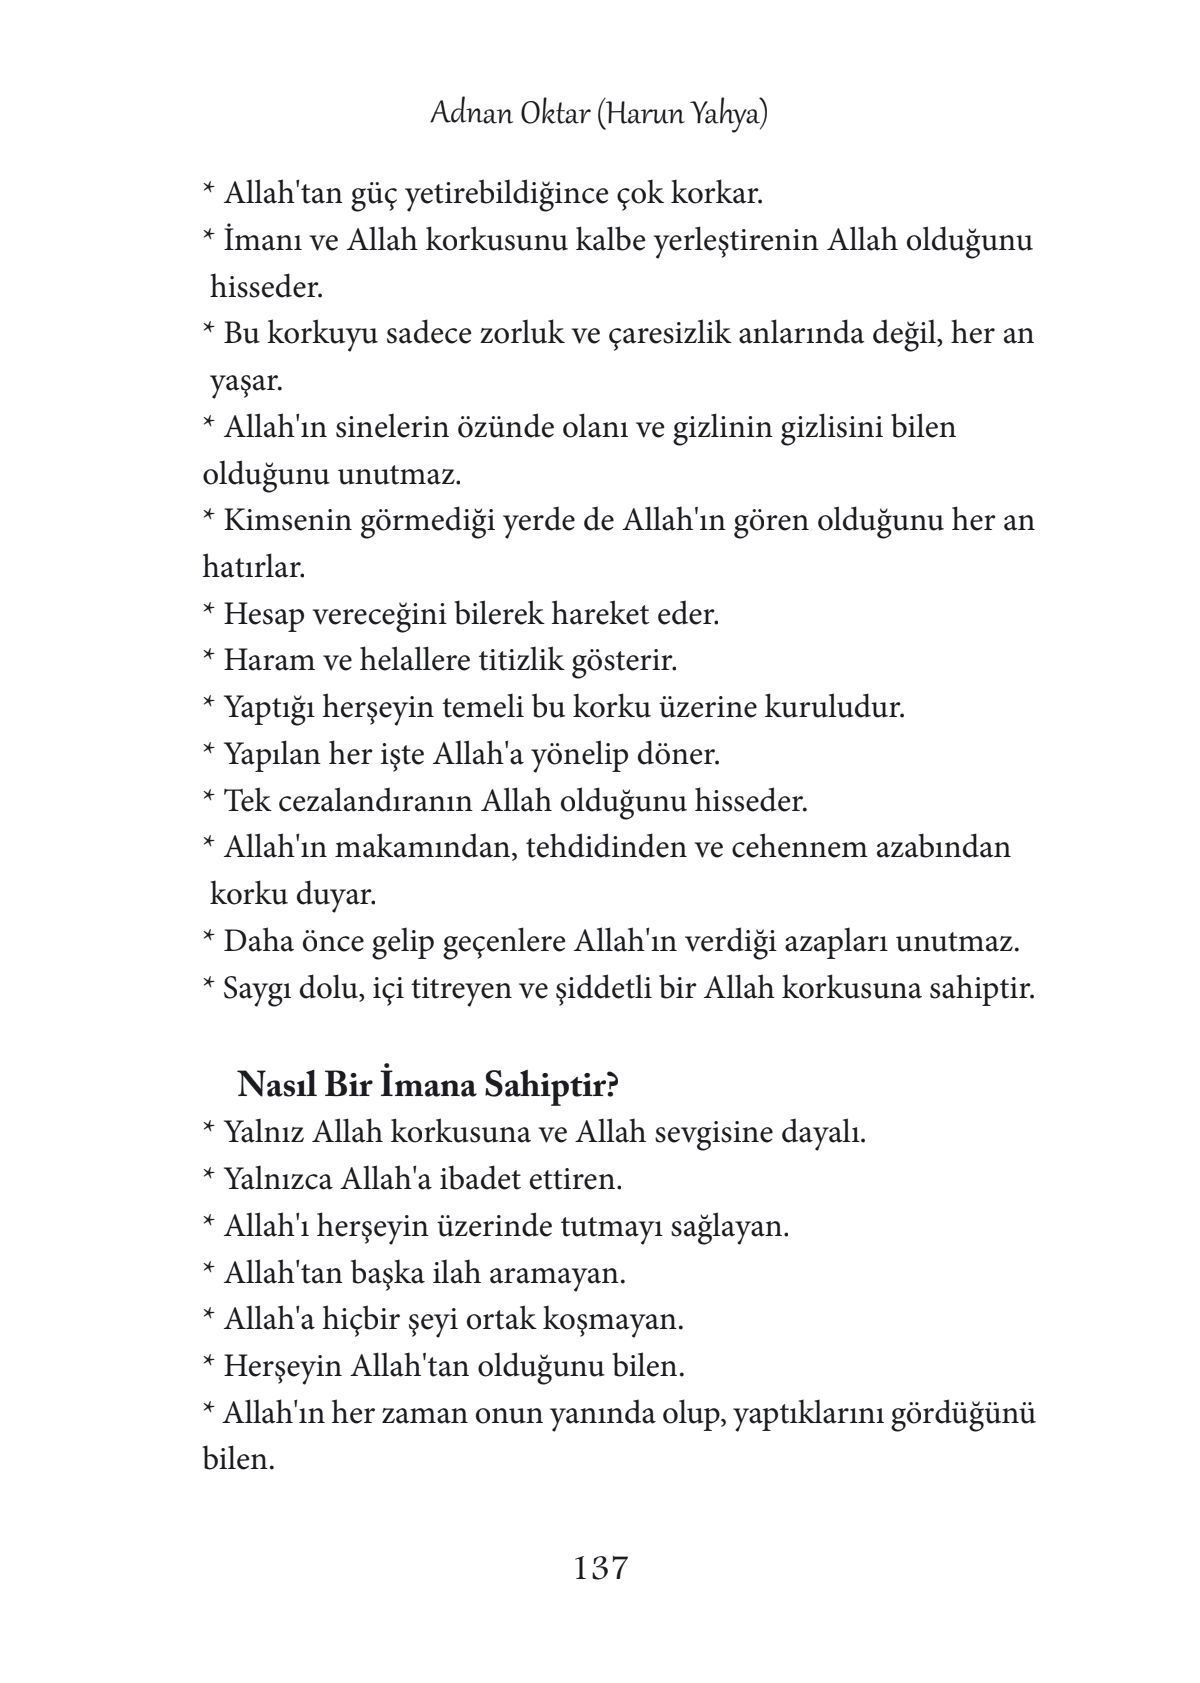 Adnan Oktar (Harun Yahya)
* Allah'tan güç yetirebildiğince çok korkar.
* İmanı ve Allah korkusunu kalbe yerleştirenin Allah olduğunu
hisseder.
* Bu korkuyu sadece zorluk ve çaresizlik anlarında değil, her an
yaşar.
* Allah'ın sinelerin özünde olanı ve gizlinin gizlisini bilen
olduğunu unutmaz.
* Kimsenin görmediği yerde de Allah'ın gören olduğunu her an
hatırlar.
* Hesap vereceğini bilerek hareket eder.
* Haram ve helallere titizlik gösterir.
* Yaptığı herşeyin temeli bu korku üzerine kuruludur.
* Yapılan her işte Allah'a yönelip döner.
* Tek cezalandıranın Allah olduğunu hisseder.
* Allah'ın makamından, tehdidinden ve cehennem azabından
korku duyar.
* Daha önce gelip geçenlere Allah'ın verdiği azapları unutmaz.
* Saygı dolu, içi titreyen ve şiddetli bir Allah korkusuna sahiptir.
Nasıl Bir İmana Sahiptir?
* Yalnız Allah korkusuna ve Allah sevgisine dayalı.
* Yalnızca Allah'a ibadet ettiren.
* Allah'ı herşeyin üzerinde tutmayı sağlayan.
* Allah'tan başka ilah aramayan.
* Allah'a hiçbir şeyi ortak koşmayan.
* Herşeyin Allah'tan olduğunu bilen.
* Allah'ın her zaman onun yanında olup, yaptıklarını gördüğünü
bilen.
137